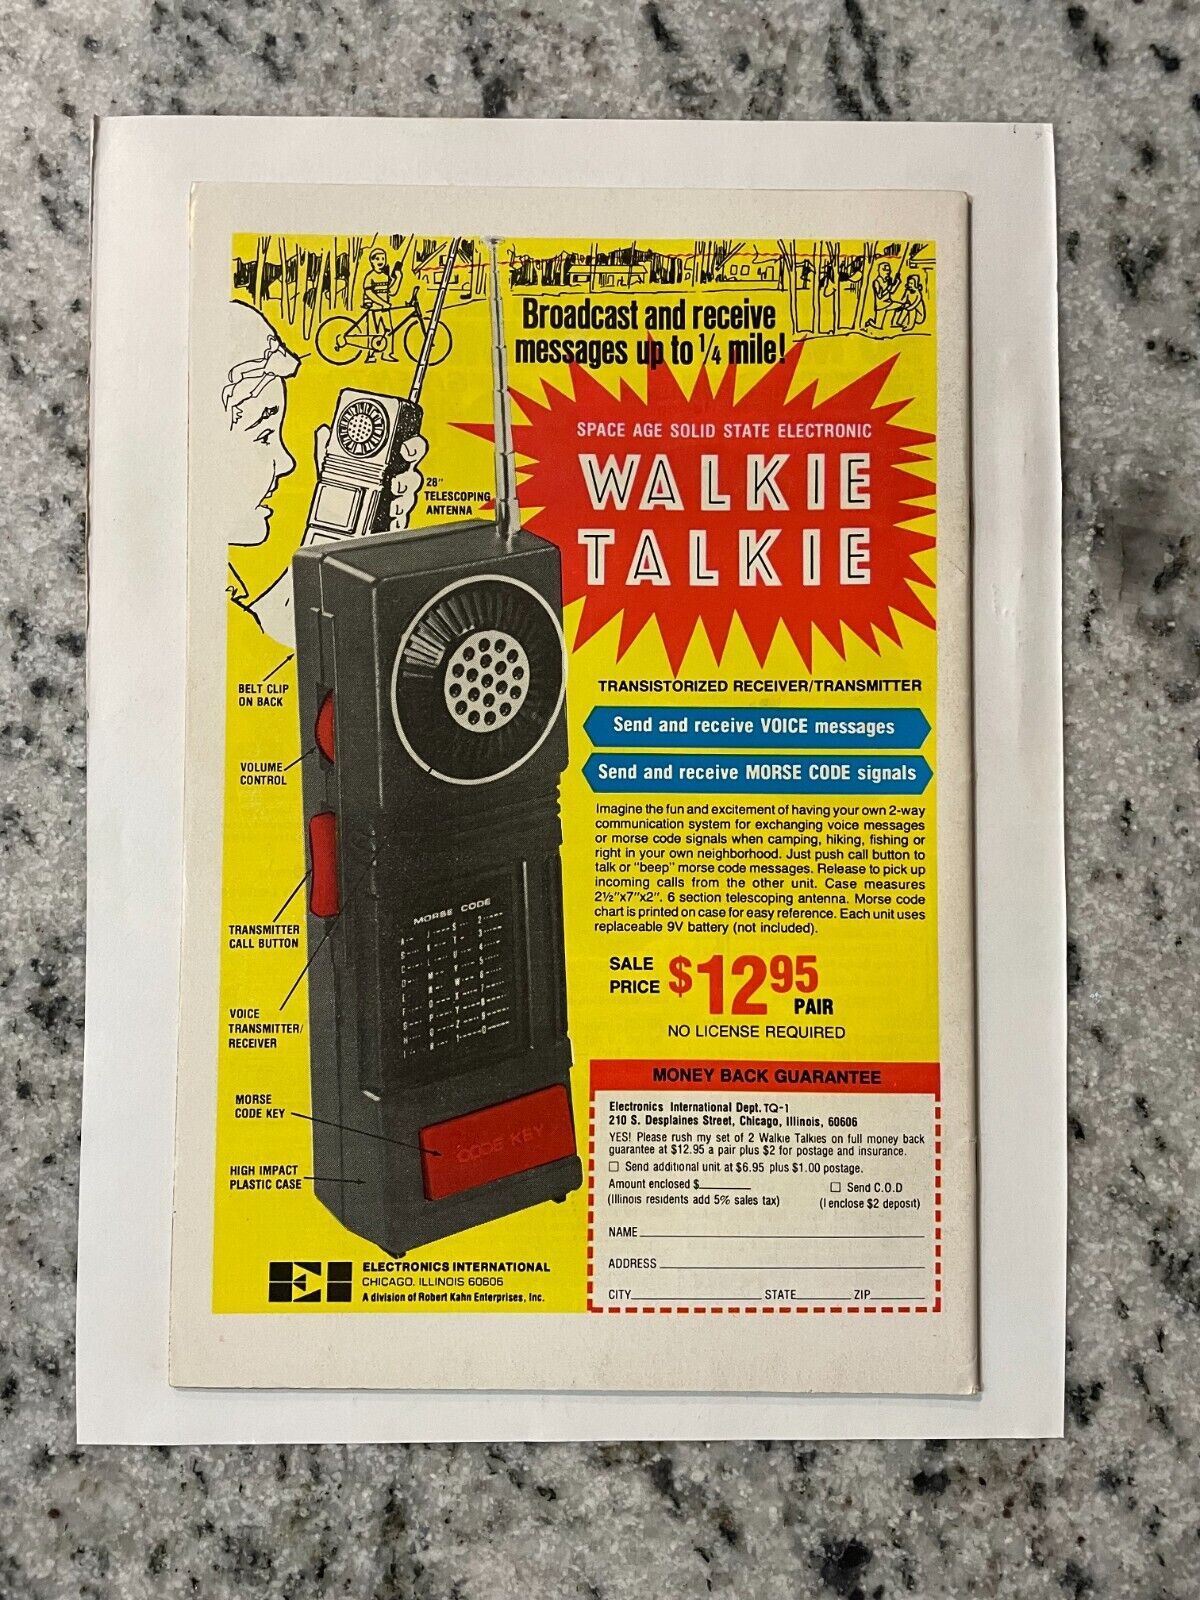 Broadcast and receive
messages up to 1/4 mile!
SPACE AGE SOLID STATE ELECTRONIC
WALKIE
TALKIE
28"
TELESCOPING
ANTENNA
BELT CLIP
ON BACK
VOLUME
CONTROL
TRANSMITTER
CALL BUTTON
VOICE
TRANSMITTER/
RECEIVER
MORSE
CODE KEY
HIGH IMPACT
PLASTIC CASE
MORSE CODE
CODE KEY
TRANSISTORIZED RECEIVER/TRANSMITTER
Send and receive VOICE messages
Send and receive MORSE CODE signals
Imagine the fun and excitement of having your own 2-way
communication system for exchanging voice messages
or morse code signals when camping, hiking, fishing or
right in your own neighborhood. Just push call button to
talk or "beep" morse code messages. Release to pick up
incoming calls from the other unit. Case measures
2½"x7"x2". 6 section telescoping antenna. Morse code
chart is printed on case for easy reference. Each unit uses
replaceable 9V battery (not included).
SALE
PRICE $12.95
PAIR
NO LICENSE REQUIRED
MONEY BACK GUARANTEE
Electronics International Dept. TQ-1
210 S. Desplaines Street, Chicago, Illinois, 60606
YES! Please rush my set of 2 Walkie Talkies on full money back
guarantee at $12.95 a pair plus $2 for postage and insurance.
☐ Send additional unit at $6.95 plus $1.00 postage.
Amount enclosed $______ ☐ Send C.O.D
(Illinois residents add 5% sales tax) (I enclose $2 deposit)
NAME
ADDRESS
CITY STATE ZIP
EI
ELECTRONICS INTERNATIONAL
CHICAGO. ILLINOIS 60606
A division of Robert Kahn Enterprises, Inc.